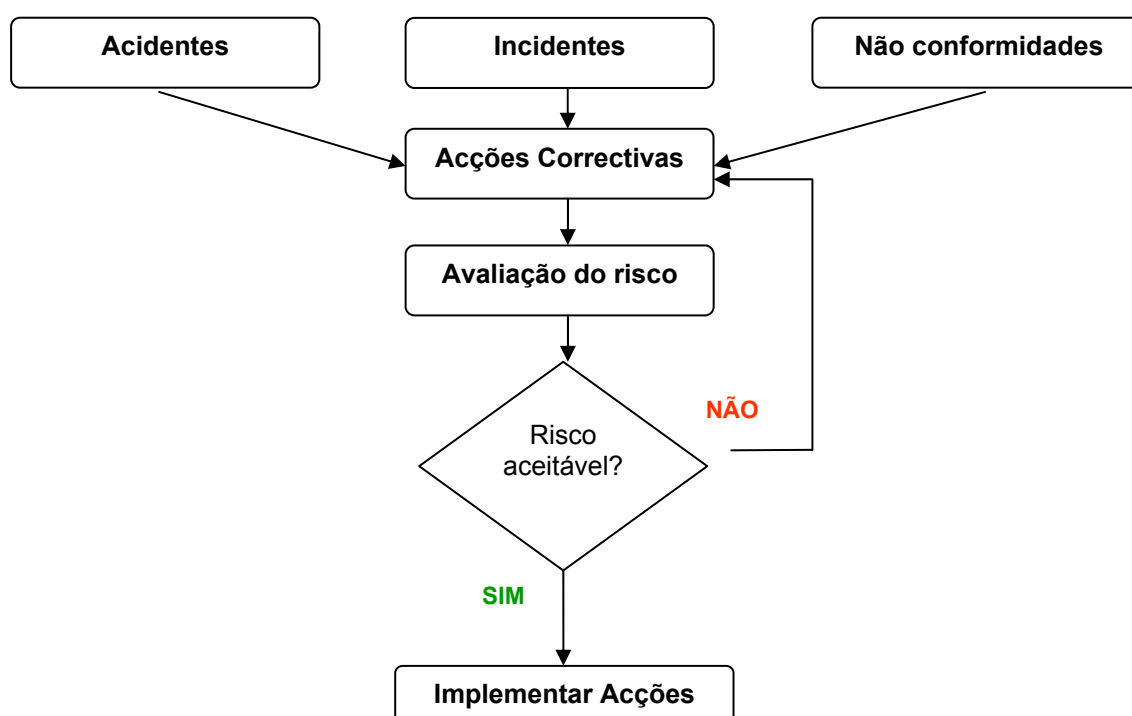 Acidentes
Incidentes
Não conformidades
Acções Correctivas
Avaliação do risco
Risco
aceitável?
NÃO
SIM
Implementar Acções